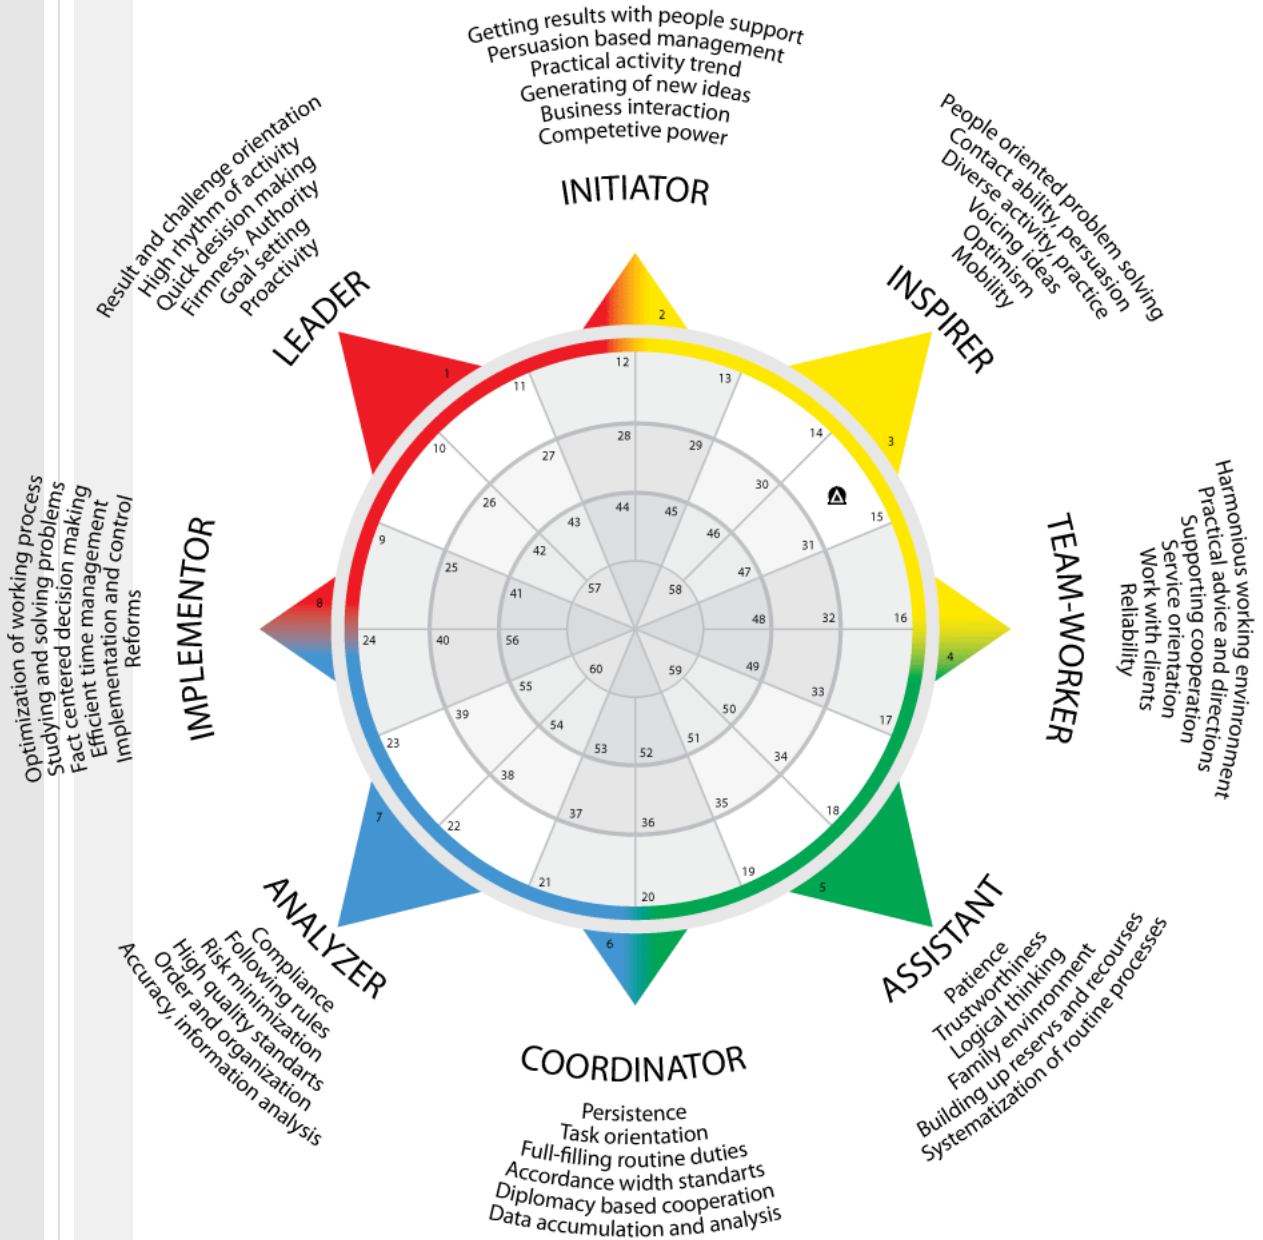 Getting results with people support
Persuasion based management
Practical activity trend
Generating of new ideas
Business interaction
Competetive power
INITIATOR
People oriented problem solving
Contact ability, persuasion
Diverse activity, practice
Voicing ideas
Optimism
Mobility
INSPIRER
Harmonious working environment
Practical advice and directions
Supporting cooperation
Service orientation
Work with clients
Reliability
TEAM-WORKER
ASSISTANT
Patience
Trustworthiness
Logical thinking
Family environment
Building up reservs and recourses
Systematization of routine processes
COORDINATOR
Persistence
Task orientation
Full-filling routine duties
Accordance width standarts
Diplomacy based cooperation
Data accumulation and analysis
ANALYZER
Compliance
Following rules
Risk minimization
High quality standarts
Order and organization
Accuracy, information analysis
Optimization of working process
Studying and solving problems
Fact centered decision making
Efficient time management
Implementation and control
Reforms
IMPLEMENTOR
Result and challenge orientation
High rhythm of activity
Quick desision making
Firmness, Authority
Goal setting
Proactivity
LEADER
1
2
3
4
5
6
7
8
9
10
11
12
13
14
15
16
17
18
19
20
21
22
23
24
25
26
27
28
29
30
31
32
33
34
35
36
37
38
39
40
41
42
43
44
45
46
47
48
49
50
51
52
53
54
55
56
57
58
59
60